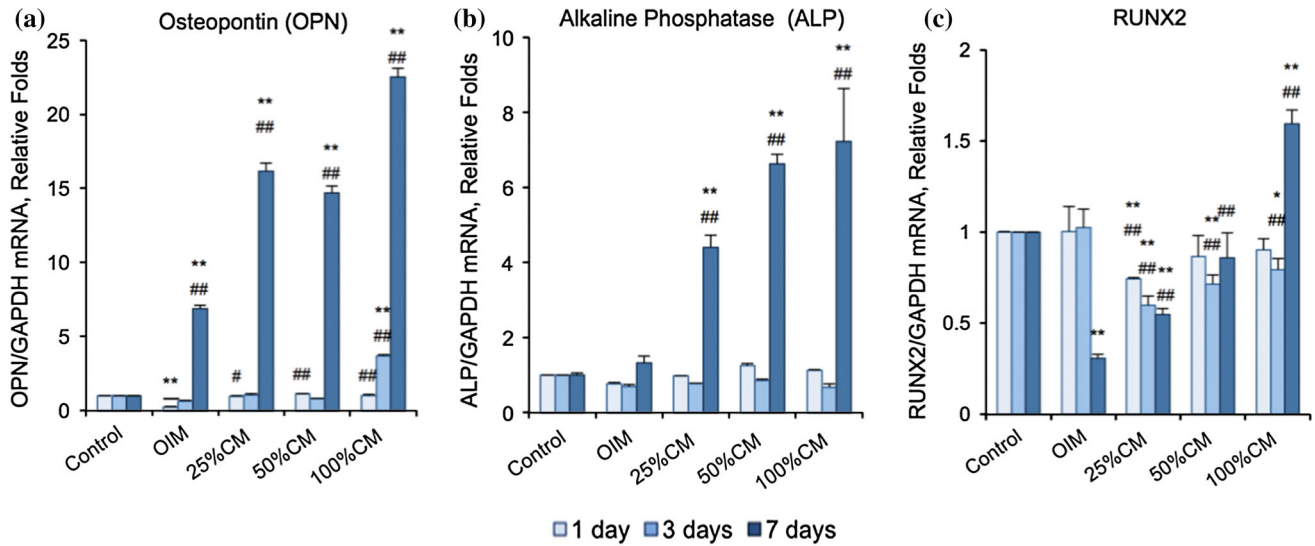 (a) Osteopontin (OPN)
OPN/GAPDH mRNA, Relative Folds
25
20
15
10
5
0
**
##
**
#
**
##
##
**
##
##
**
##
**
##
Control
OIM
25%CM
50%CM
100%CM
(b) Alkaline Phosphatase (ALP)
ALP/GAPDH mRNA, Relative Folds
10
8
6
4
2
0
**
##
**
##
**
##
Control
OIM
25%CM
50%CM
100%CM
(c) RUNX2
RUNX2/GAPDH mRNA, Relative Folds
2
1.5
1
0.5
0
**
**
##
**
##
**
##
**
##
##
*
##
**
##
Control
OIM
25%CM
50%CM
100%CM
1 day 3 days 7 days